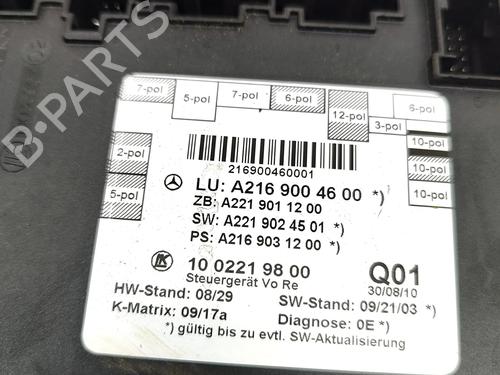 B-PARTS
7-pol
5-pol
7-pol
6-pol
12-pol
3-pol
6-pol
10-pol
10-pol
10-pol
2-pol
5-pol
216900460001
LU: A216 900 46 00 *)
ZB: A221 901 12 00
SW: A221 902 45 01 *)
PS: A216 903 12 00 *)
10 0221 98 00
Q01
Steuergerät Vo Re
30/08/10
HW-Stand: 08/29
SW-Stand: 09/21/03 *)
K-Matrix: 09/17a
Diagnose: 0E *)
*) gültig bis zu evtl. SW-Aktualisierung